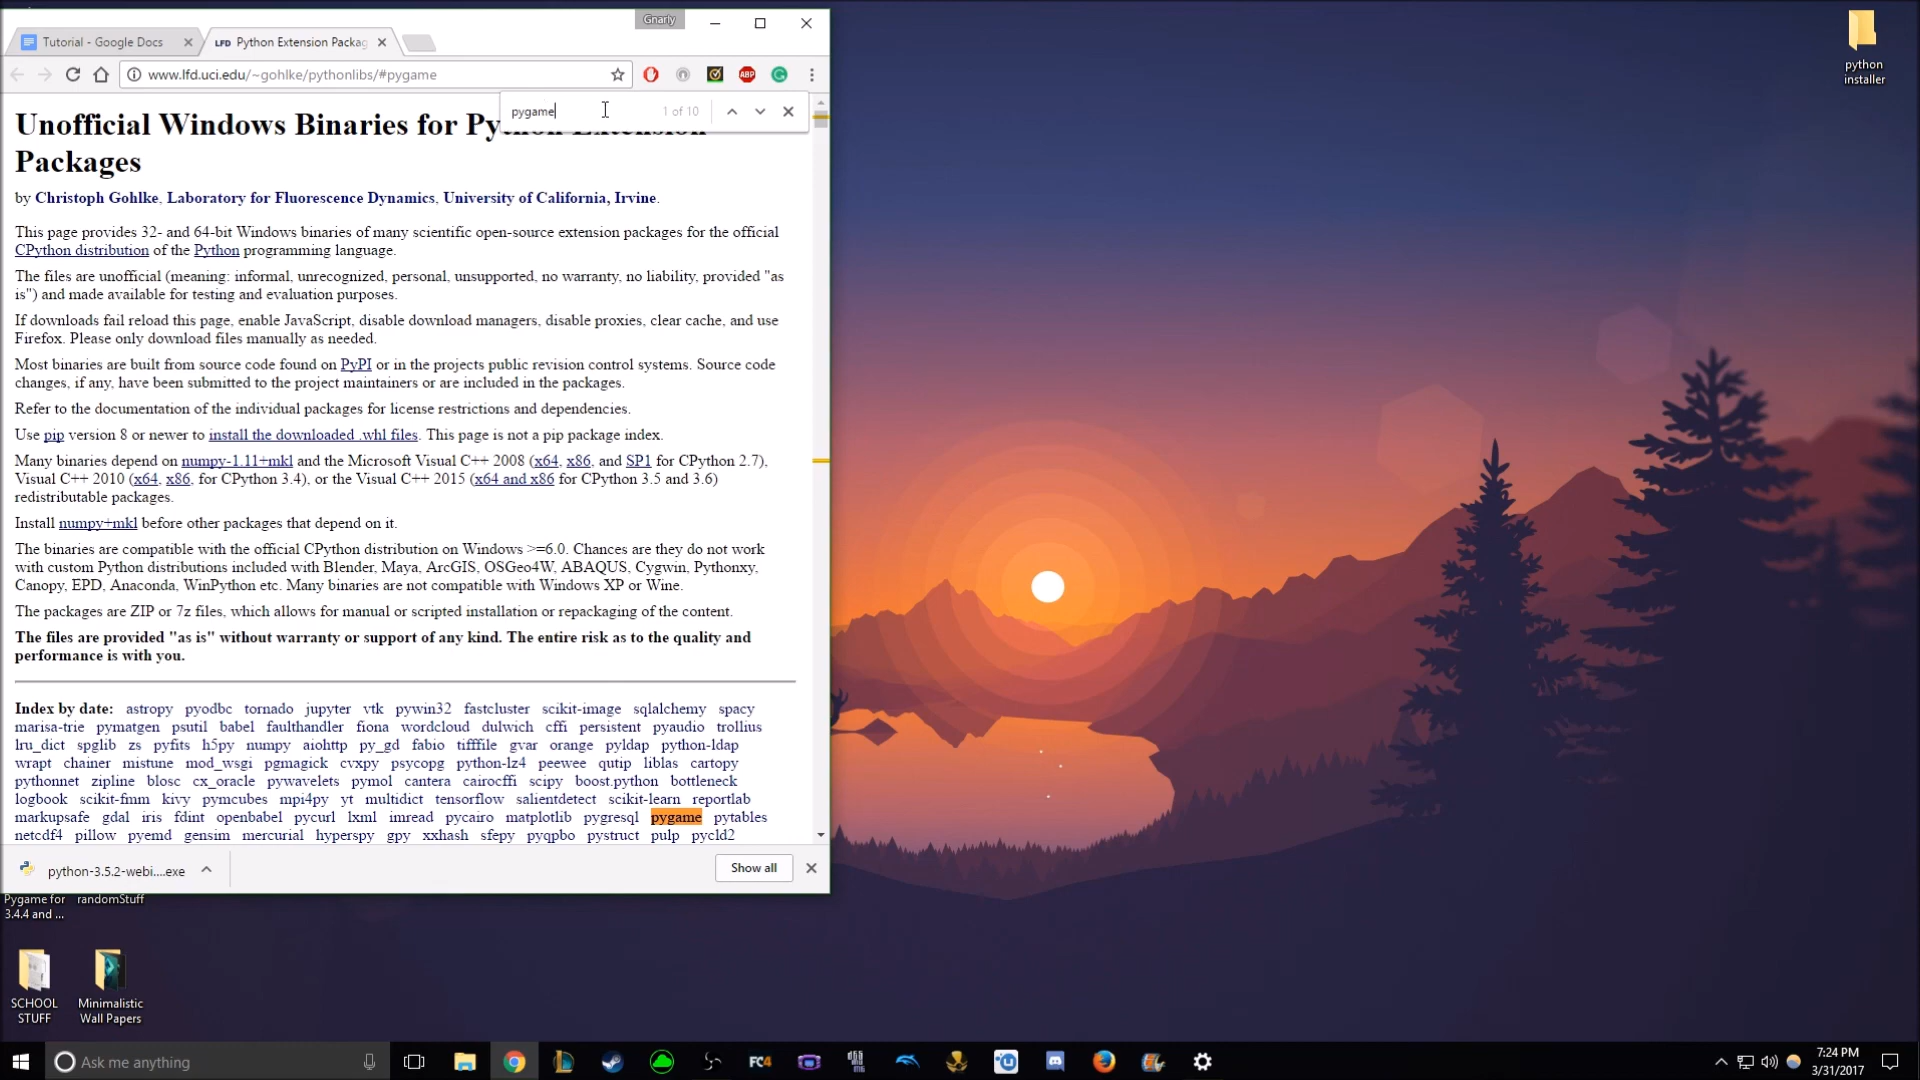 Gnarly
Tutorial - Google Docs
LFD Python Extension Packag
www.lfd.uci.edu/~gohlke/pythonlibs/#pygame
ABP
pygame 1 of 10
Unofficial Windows Binaries for Python Extension
Packages
by Christoph Gohlke, Laboratory for Fluorescence Dynamics, University of California, Irvine.
This page provides 32- and 64-bit Windows binaries of many scientific open-source extension packages for the official
CPython distribution of the Python programming language.
The files are unofficial (meaning: informal, unrecognized, personal, unsupported, no warranty, no liability, provided "as
is") and made available for testing and evaluation purposes.
If downloads fail reload this page, enable JavaScript, disable download managers, disable proxies, clear cache, and use
Firefox. Please only download files manually as needed.
Most binaries are built from source code found on PyPI or in the projects public revision control systems. Source code
changes, if any, have been submitted to the project maintainers or are included in the packages.
Refer to the documentation of the individual packages for license restrictions and dependencies.
Use pip version 8 or newer to install the downloaded .whl files. This page is not a pip package index.
Many binaries depend on numpy-1.11+mkl and the Microsoft Visual C++ 2008 (x64, x86, and SP1 for CPython 2.7),
Visual C++ 2010 (x64, x86, for CPython 3.4), or the Visual C++ 2015 (x64 and x86 for CPython 3.5 and 3.6)
redistributable packages.
Install numpy+mkl before other packages that depend on it.
The binaries are compatible with the official CPython distribution on Windows >=6.0. Chances are they do not work
with custom Python distributions included with Blender, Maya, ArcGIS, OSGeo4W, ABAQUS, Cygwin, Pythonxy,
Canopy, EPD, Anaconda, WinPython etc. Many binaries are not compatible with Windows XP or Wine.
The packages are ZIP or 7z files, which allows for manual or scripted installation or repackaging of the content.
The files are provided "as is" without warranty or support of any kind. The entire risk as to the quality and
performance is with you.
Index by date: astropy pyodbc tornado jupyter vtk pywin32 fastcluster scikit-image sqlalchemy spacy
marisa-trie pymatgen psutil babel faulthandler fiona wordcloud dulwich cffi persistent pyaudio trollius
lru_dict spglib zs pyfits h5py numpy aiohttp py_gd fabio tifffile gvar orange pyldap python-ldap
wrapt chainer mistune mod_wsgi pgmagick cvxpy psycopg python-lz4 peewee qutip liblas cartopy
pythonnet zipline blosc cx_oracle pywavelets pymol cantera cairocffi scipy boost.python bottleneck
logbook scikit-fmm kivy pymcubes mpi4py yt multidict tensorflow salientdetect scikit-learn reportlab
markupsafe gdal iris fdint openbabel pycurl lxml imread pycairo matplotlib pygresql pygame pytables
netcdf4 pillow pyemd gensim mercurial hyperspy gpy xxhash sfepy pyqpbo pystruct pulp pycld2
python-3.5.2-webi....exe
Show all
python
installer
Pygame for
3.4.4 and ...
randomStuff
SCHOOL
STUFF
Minimalistic
Wall Papers
Ask me anything
FC4
7:24 PM
3/31/2017